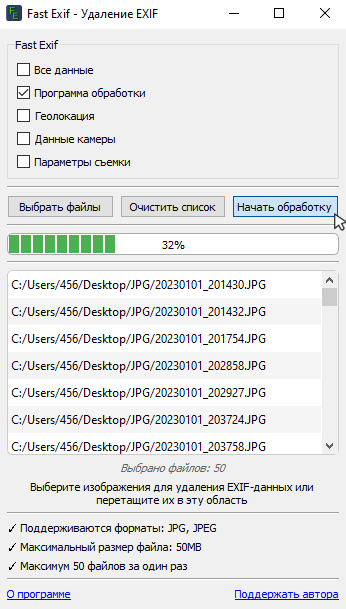 FE Fast Exif - Удаление EXIF
Fast Exif
Все данные
Программа обработки
Геолокация
Данные камеры
Параметры съемки
Выбрать файлы Очистить список Начать обработку
32%
C:/Users/456/Desktop/JPG/20230101_201430.JPG
C:/Users/456/Desktop/JPG/20230101_201432.JPG
C:/Users/456/Desktop/JPG/20230101_201754.JPG
C:/Users/456/Desktop/JPG/20230101_202858.JPG
C:/Users/456/Desktop/JPG/20230101_202927.JPG
C:/Users/456/Desktop/JPG/20230101_203724.JPG
C:/Users/456/Desktop/JPG/20230101_203758.JPG
Выбрано файлов: 50
Выберите изображения для удаления EXIF-данных или
перетащите их в эту область
✓ Поддерживаются форматы: JPG, JPEG
✓ Максимальный размер файла: 50MB
✓ Максимум 50 файлов за один раз
О программе Поддержать автора